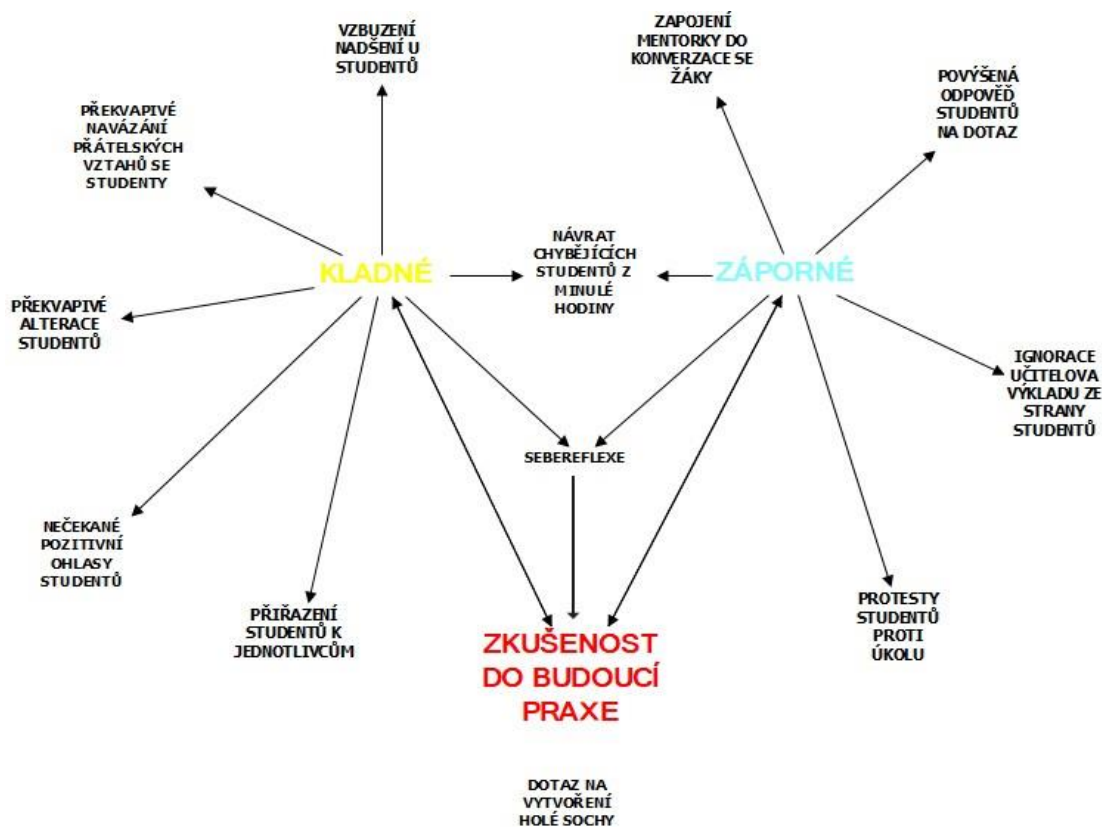 VZBUZENÍ
NADŠENÍ U
STUDENTŮ
ZAPOJENÍ
MENTORKY DO
KONVERZACE SE
ŽÁKY
POVÝŠENÁ
ODPOVĚĎ
STUDENTŮ
NA DOTAZ
PŘEKVAPIVÉ
NAVÁZÁNÍ
PŘÁTELSKÝCH
VZTAHŮ SE
STUDENTY
KLADNÉ
NÁVRAT
CHYBĚJÍCÍCH
STUDENTŮ Z
MINULÉ
HODINY
ZÁPORNÉ
PŘEKVAPIVÉ
ALTERACE
STUDENTŮ
IGNORACE
UČITELOVA
VÝKLADU ZE
STRANY
STUDENTŮ
SEBEREFLEXE
NEČEKANÉ
POZITIVNÍ
OHLASY
STUDENTŮ
PŘIŘAZENÍ
STUDENTŮ K
JEDNOTLIVCŮM
PROTESTY
STUDENTŮ
PROTI
ÚKOLU
ZKUŠENOST
DO BUDOUCÍ
PRAXE
DOTAZ NA
VYTVOŘENÍ
HOLÉ SOCHY